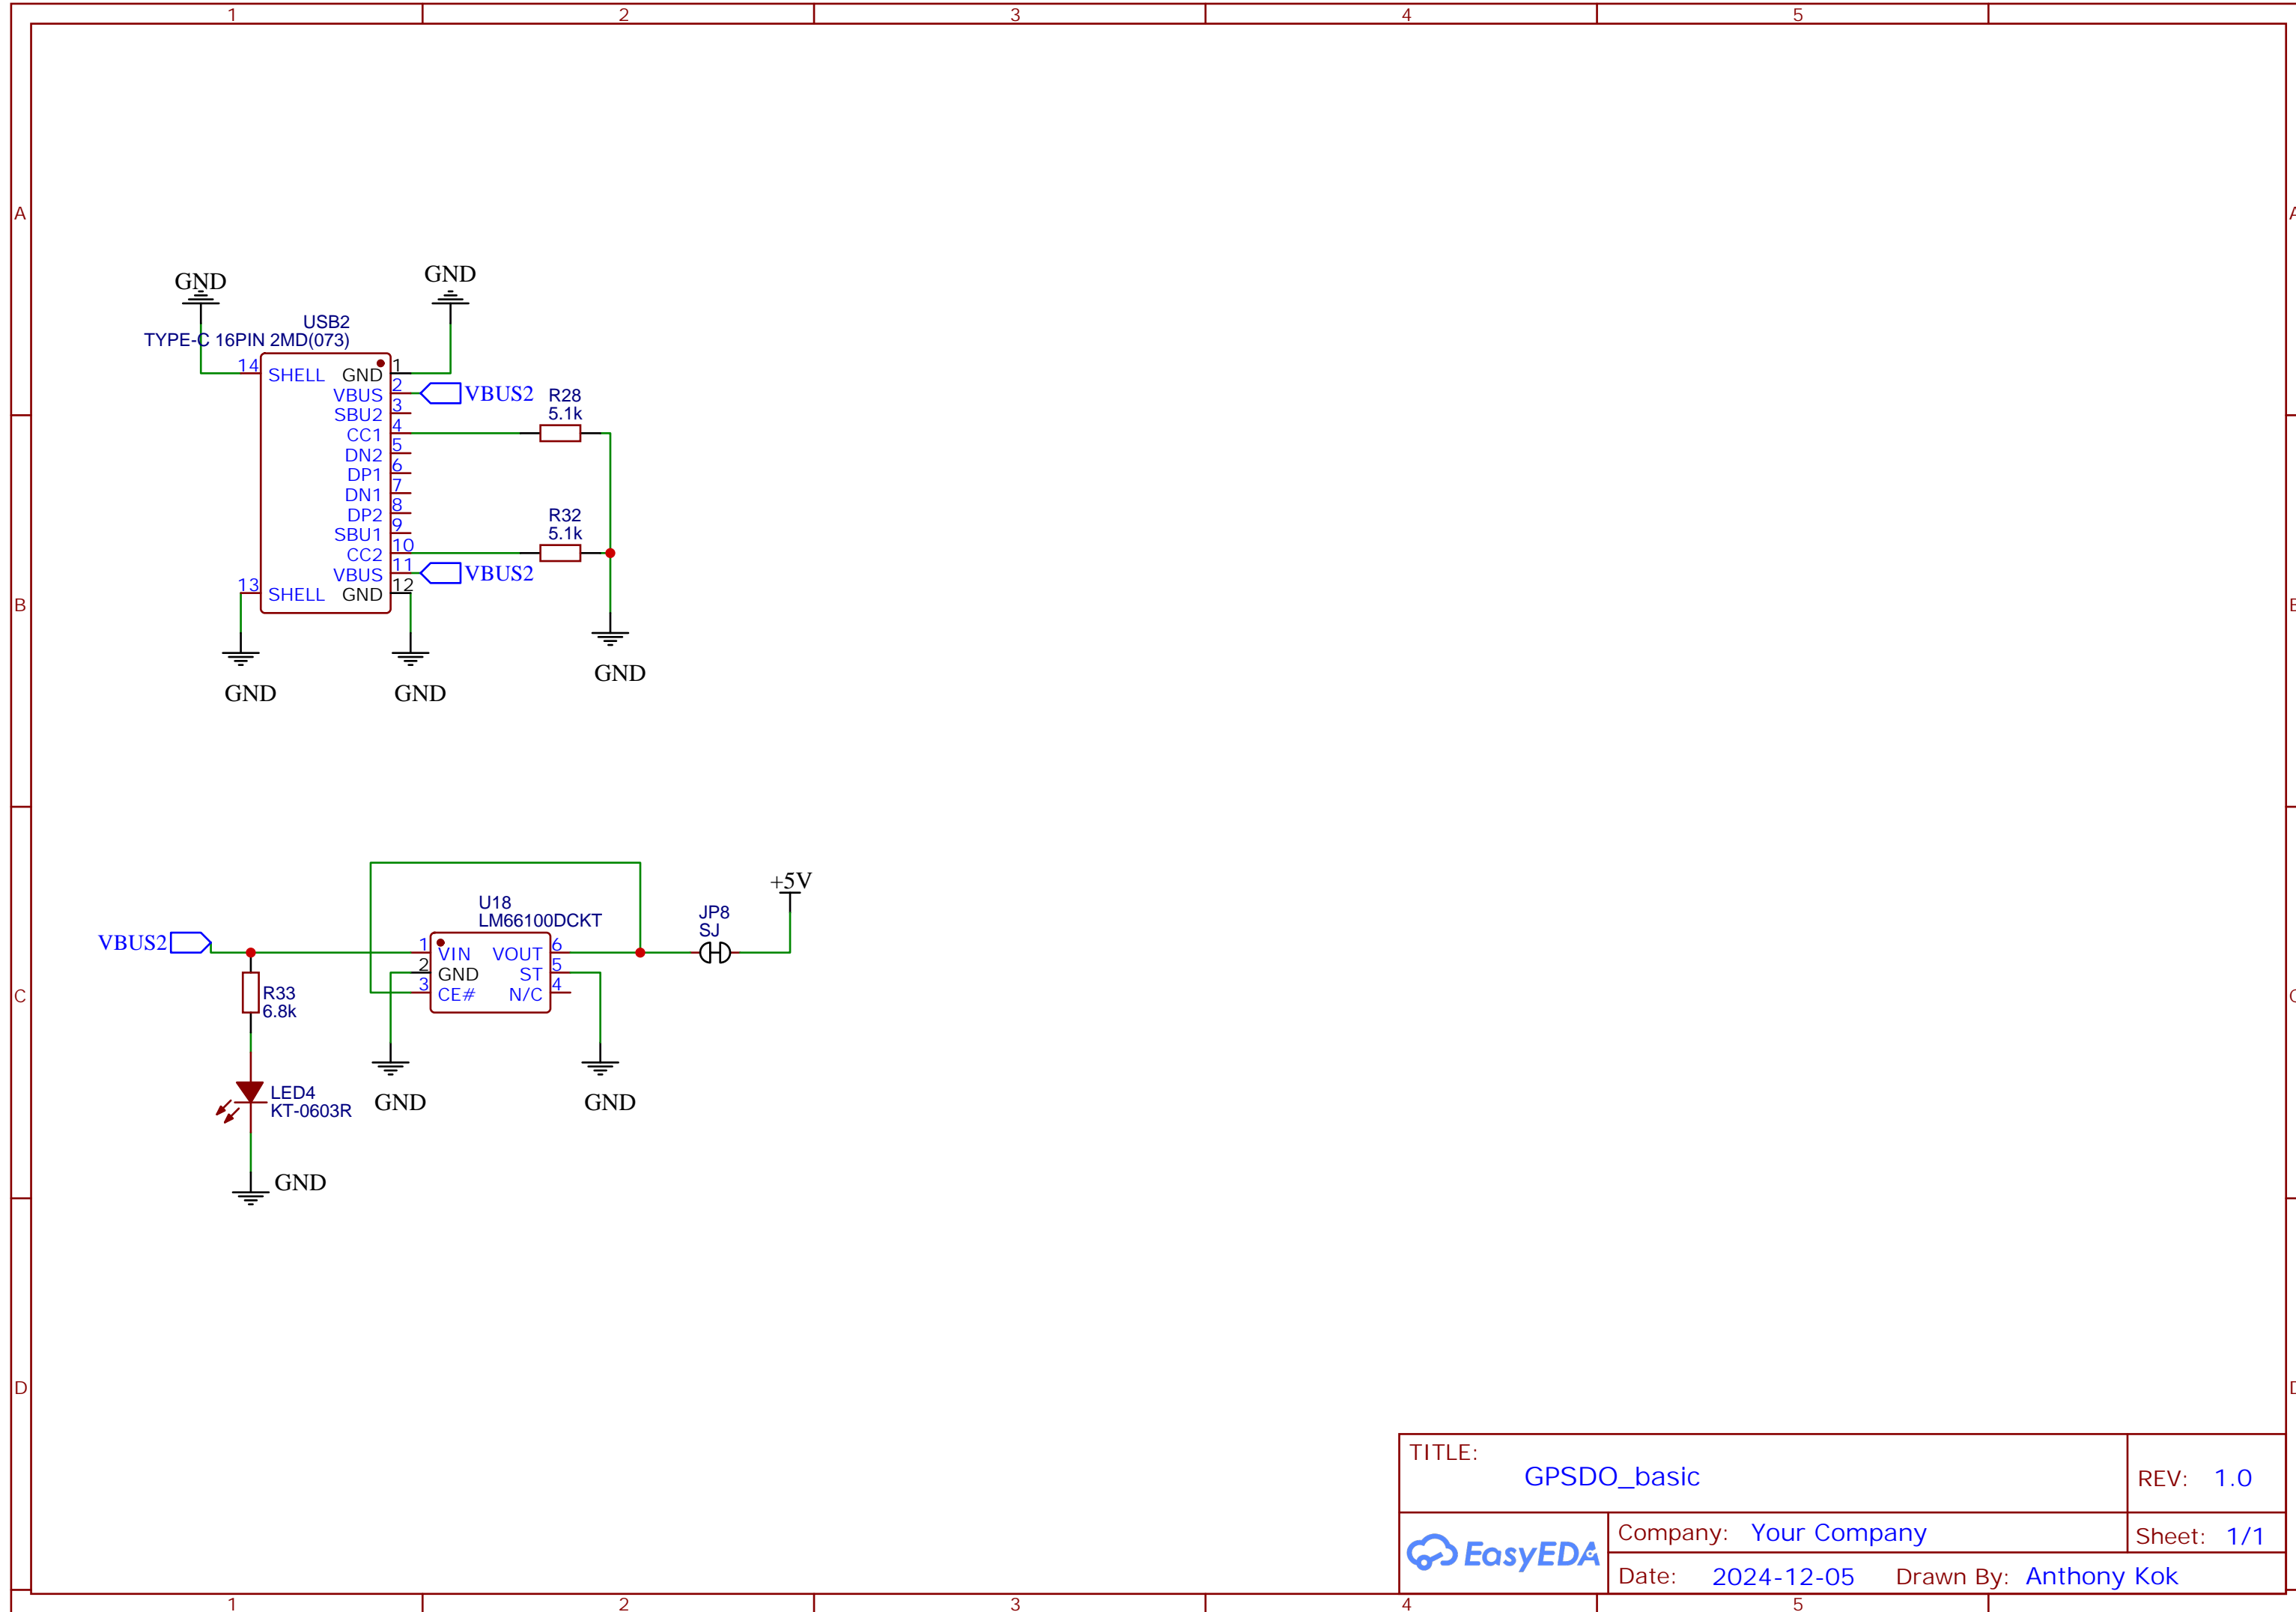 1 2 3 4 5
A A
GND GND
USB2
TYPE-C 16PIN 2MD(073)
14 SHELL GND 1
VBUS 2 VBUS2
SBU2 3
R28
5.1k
CC1 4
DN2 5
DP1 6
DN1 7
DP2 8
SBU1 9
R32
5.1k
CC2 10
VBUS 11 VBUS2
13 SHELL GND 12
B
GND GND GND
+5V
U18
LM66100DCKT
JP8
SJ
VBUS2
1 VIN VOUT 6
2 GND ST 5
3 CE# N/C 4
C
R33
6.8k
LED4
KT-0603R
GND GND
GND
D
TITLE:
GPSDO_basic
REV: 1.0
EasyEDA
Company: Your Company
Sheet: 1/1
Date: 2024-12-05 Drawn By: Anthony Kok
1 2 3 4 5